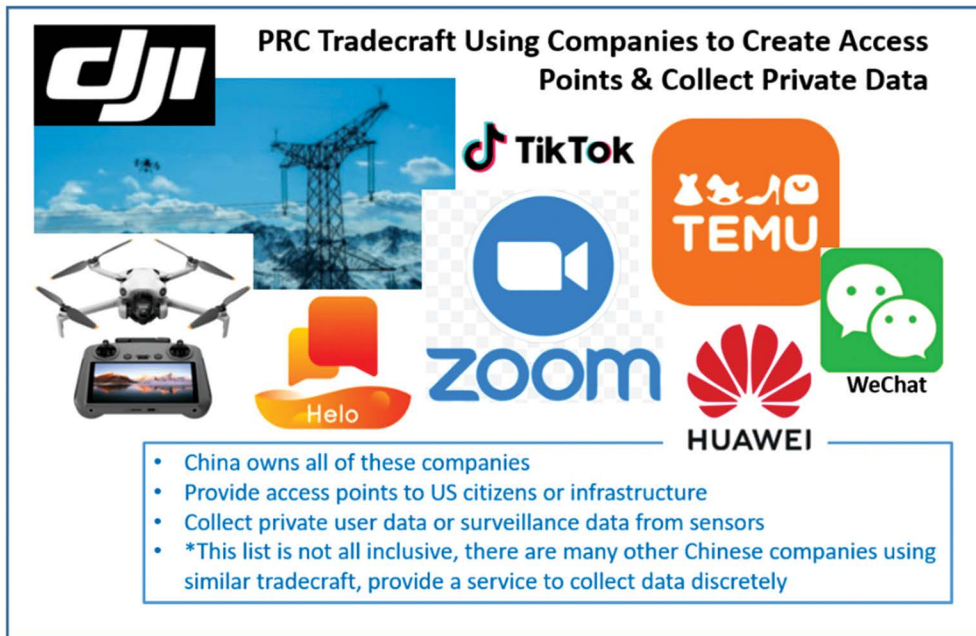 dji
PRC Tradecraft Using Companies to Create Access
Points & Collect Private Data
TikTok
TEMU
zoom
Helo
WeChat
HUAWEI
• China owns all of these companies
• Provide access points to US citizens or infrastructure
• Collect private user data or surveillance data from sensors
• *This list is not all inclusive, there are many other Chinese companies using
similar tradecraft, provide a service to collect data discretely